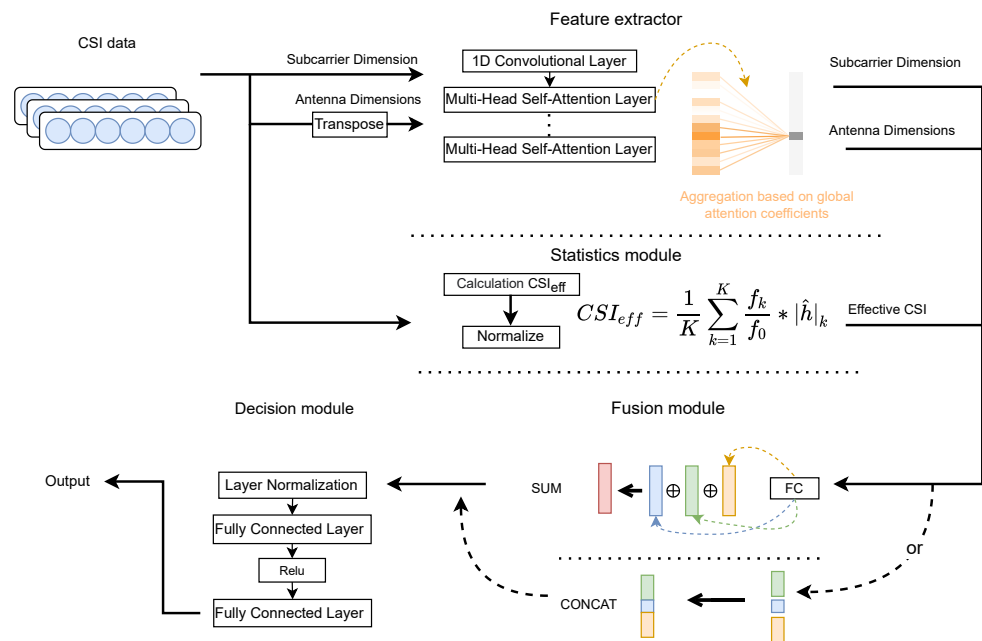 Feature extractor
CSI data
Subcarrier Dimension
1D Convolutional Layer
Subcarrier Dimension
Antenna Dimensions
Multi-Head Self-Attention Layer
Transpose
Antenna Dimensions
Multi-Head Self-Attention Layer
Aggregation based on global
attention coefficients
Statistics module
Calculation CSI_eff
Normalize
CSI_{eff} = \frac{1}{K} \sum_{k=1}^{K} \frac{f_k}{f_0} * |\hat{h}|_k
Effective CSI
Decision module
Fusion module
Output
Layer Normalization
SUM
⊕ ⊕
FC
Fully Connected Layer
or
Relu
Fully Connected Layer
CONCAT